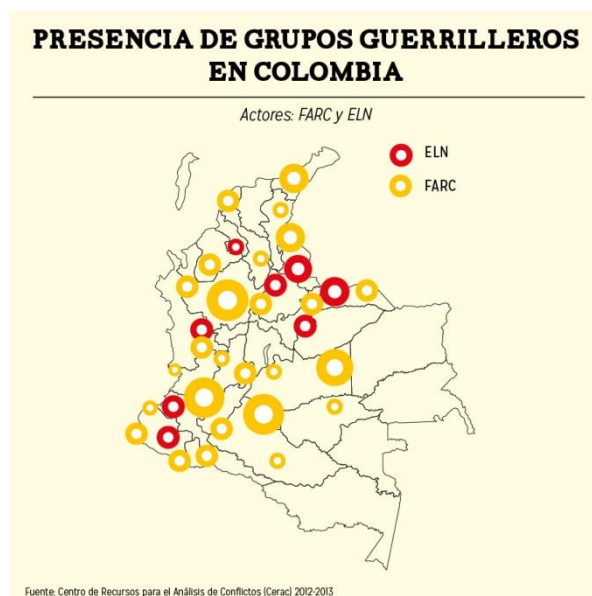 PRESENCIA DE GRUPOS GUERRILLEROS
EN COLOMBIA
Actores: FARC y ELN
ELN
FARC
Fuente: Centro de Recursos para el Análisis de Conflictos (Cerac) 2012-2013